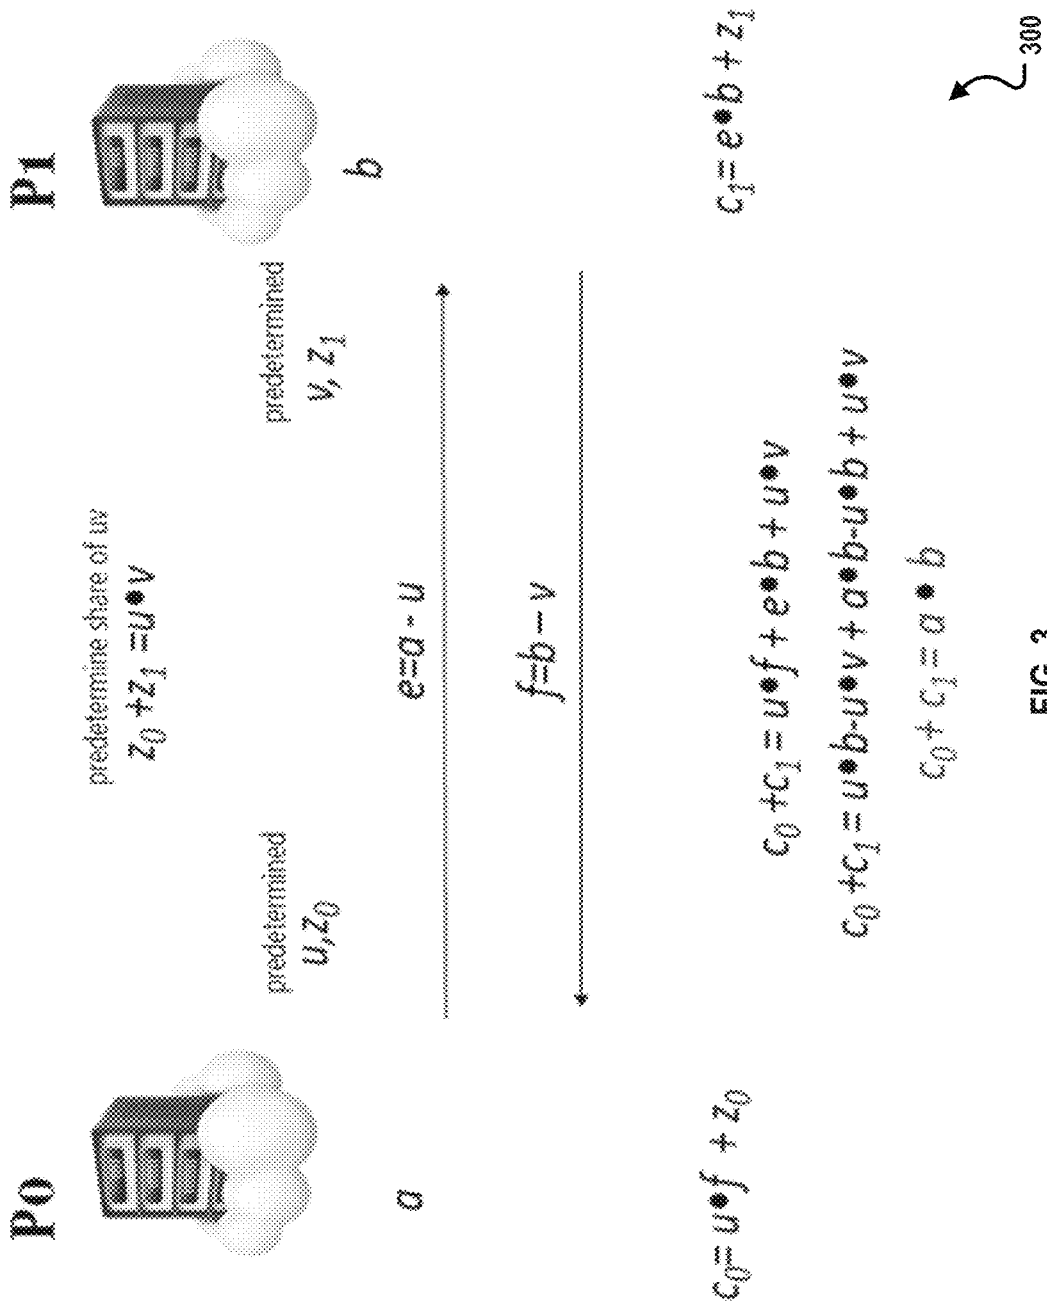 P0
P1
predetermine share of uv
z₀ +z₁ =u•v
predetermined
u,z₀
predetermined
v, z₁
a
b
e=a - u
f=b – v
c₀= u•f + z₀
c₁= e•b + z₁
c₀ +c₁ = u•f + e•b + u•v
c₀ +c₁ = u•b-u•v + a•b-u•b + u•v
c₀ + c₁ = a • b
300
FIG. 3